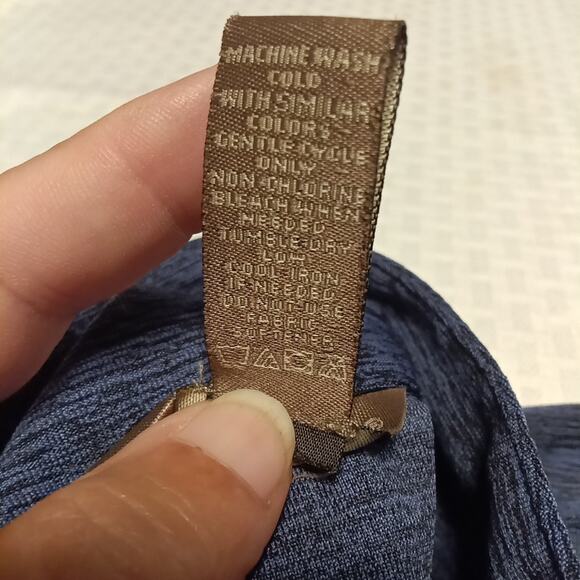 MACHINE WASH
COLD
WITH SIMILAR
COLORS
GENTLE CYCLE
ONLY
NON-CHLORINE
BLEACH WHEN
NEEDED
TUMBLE DRY
LOW
COOL IRON
IF NEEDED
DO NOT USE
FABRIC
SOFTENER